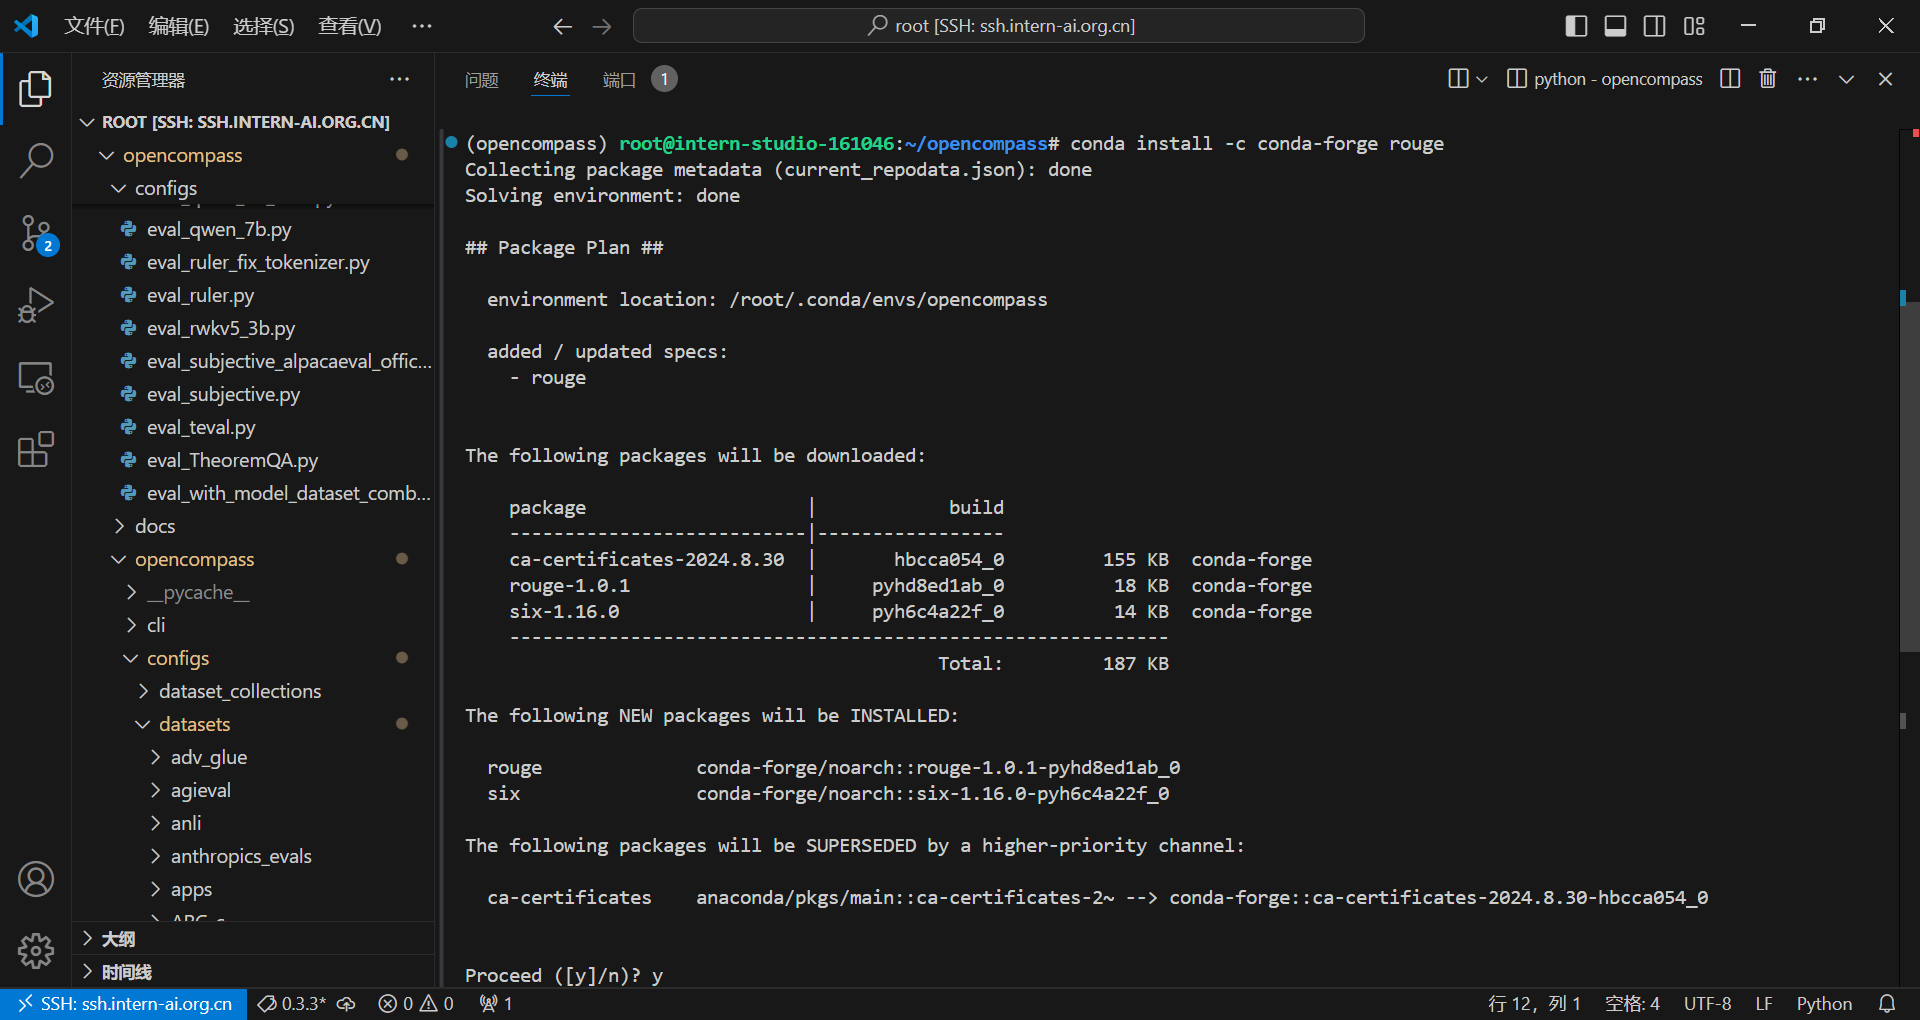 文件(F) 编辑(E) 选择(S) 查看(V) ··· root [SSH: ssh.intern-ai.org.cn]
资源管理器
ROOT [SSH: SSH.INTERN-AI.ORG.CN]
opencompass
configs
eval_qwen_7b.py
eval_ruler_fix_tokenizer.py
eval_ruler.py
eval_rwkv5_3b.py
eval_subjective_alpacaeval_offic...
eval_subjective.py
eval_teval.py
eval_TheoremQA.py
eval_with_model_dataset_comb...
docs
opencompass
__pycache__
cli
configs
dataset_collections
datasets
adv_glue
agieval
anli
anthropics_evals
apps
大纲
时间线
2
问题 终端 端口 1 python - opencompass
(opencompass) root@intern-studio-161046:~/opencompass# conda install -c conda-forge rouge
Collecting package metadata (current_repodata.json): done
Solving environment: done
## Package Plan ##
environment location: /root/.conda/envs/opencompass
added / updated specs:
- rouge
The following packages will be downloaded:
package | build
---------------------------|-----------------
ca-certificates-2024.8.30 | hbcca054_0 155 KB conda-forge
rouge-1.0.1 | pyhd8ed1ab_0 18 KB conda-forge
six-1.16.0 | pyh6c4a22f_0 14 KB conda-forge
------------------------------------------------------------
Total: 187 KB
The following NEW packages will be INSTALLED:
rouge conda-forge/noarch::rouge-1.0.1-pyhd8ed1ab_0
six conda-forge/noarch::six-1.16.0-pyh6c4a22f_0
The following packages will be SUPERSEDED by a higher-priority channel:
ca-certificates anaconda/pkgs/main::ca-certificates-2~ --> conda-forge::ca-certificates-2024.8.30-hbcca054_0
Proceed ([y]/n)? y
SSH: ssh.intern-ai.org.cn 0.3.3* 0 0 1 行 12, 列 1 空格: 4 UTF-8 LF Python